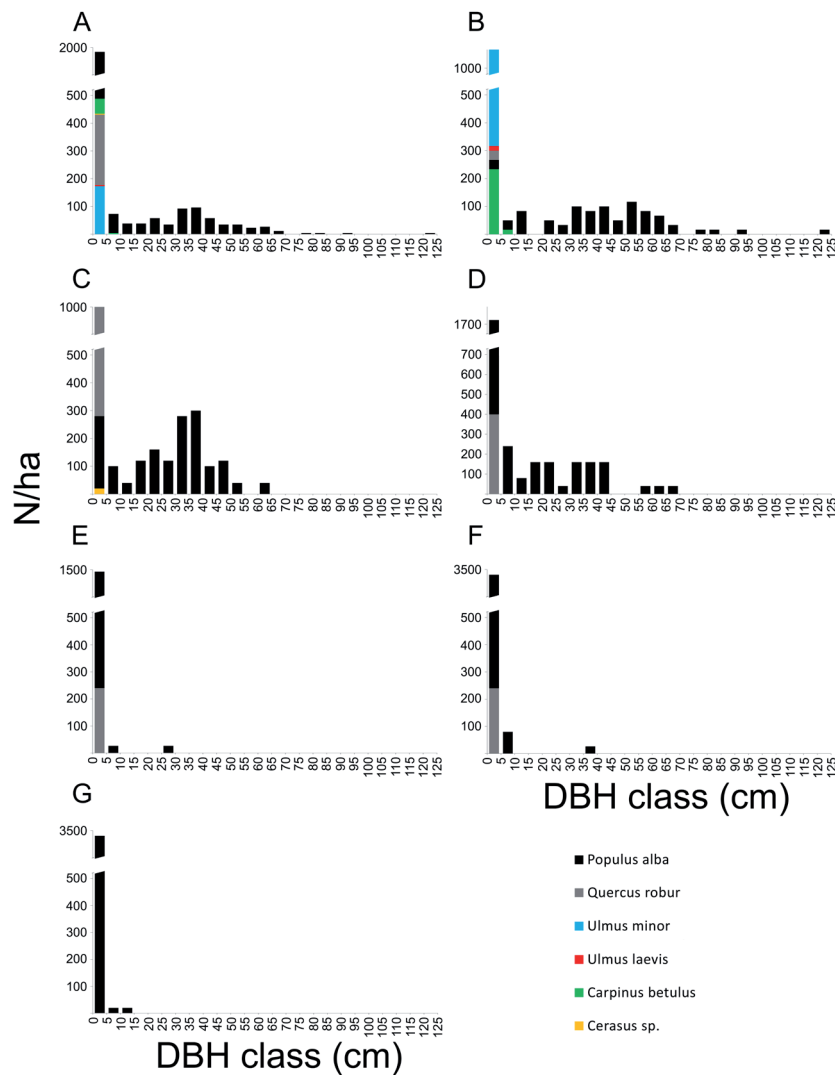 A
2000
500
400
300
200
100
0 5 10 15 20 25 30 35 40 45 50 55 60 65 70 75 80 85 90 95 100 105 110 115 120 125
B
1000
500
400
300
200
100
0 5 10 15 20 25 30 35 40 45 50 55 60 65 70 75 80 85 90 95 100 105 110 115 120 125
C
1000
500
400
300
200
100
0 5 10 15 20 25 30 35 40 45 50 55 60 65 70 75 80 85 90 95 100 105 110 115 120 125
D
1700
700
600
500
400
300
200
100
0 5 10 15 20 25 30 35 40 45 50 55 60 65 70 75 80 85 90 95 100 105 110 115 120 125
N/ha
E
1500
500
400
300
200
100
0 5 10 15 20 25 30 35 40 45 50 55 60 65 70 75 80 85 90 95 100 105 110 115 120 125
F
3500
500
400
300
200
100
0 5 10 15 20 25 30 35 40 45 50 55 60 65 70 75 80 85 90 95 100 105 110 115 120 125
DBH class (cm)
G
3500
500
400
300
200
100
0 5 10 15 20 25 30 35 40 45 50 55 60 65 70 75 80 85 90 95 100 105 110 115 120 125
DBH class (cm)
Populus alba
Quercus robur
Ulmus minor
Ulmus laevis
Carpinus betulus
Cerasus sp.